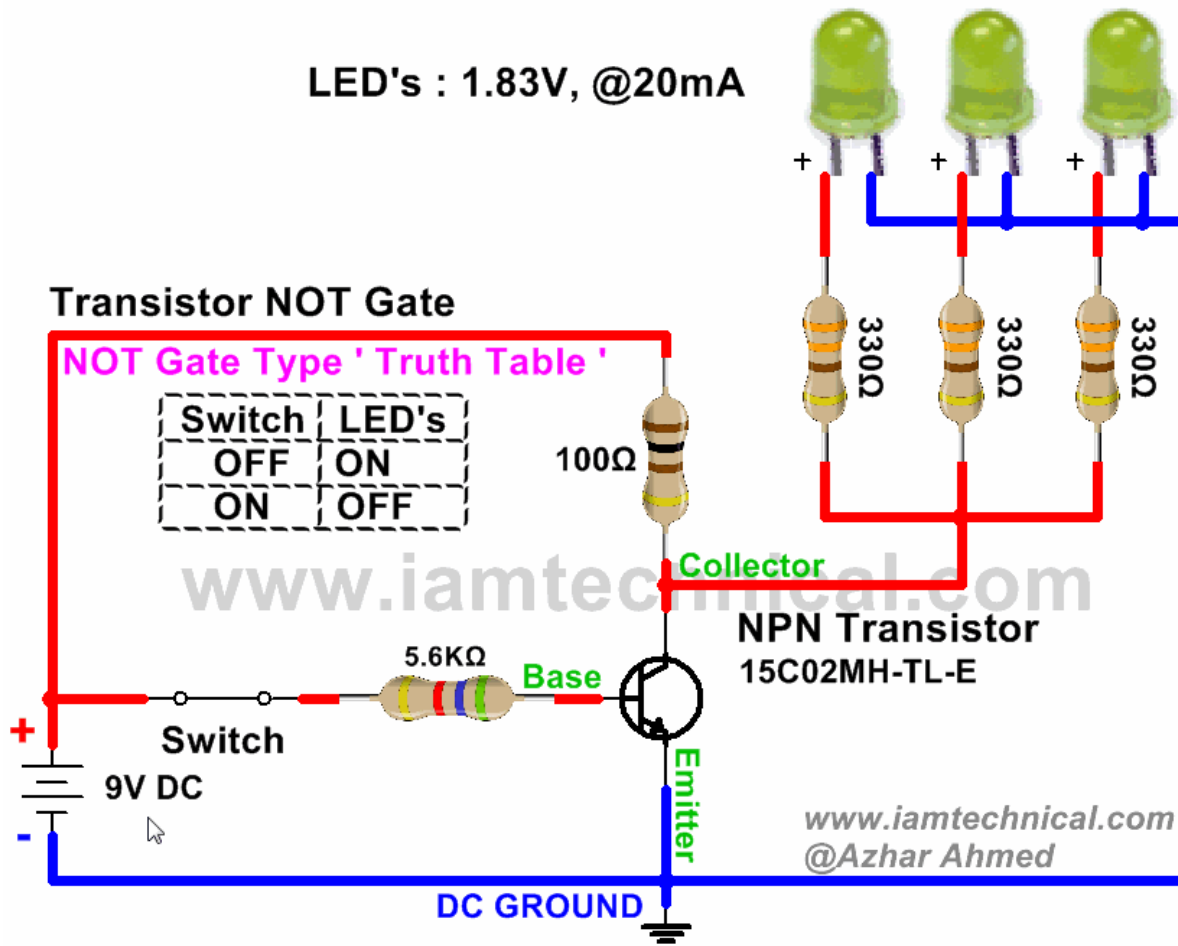 LED's : 1.83V, @20mA
+
+
+
Transistor NOT Gate
NOT Gate Type ' Truth Table '
Switch LED's
OFF ON
ON OFF
100Ω
330Ω
330Ω
330Ω
www.iamtechnical.com
Collector
NPN Transistor
15C02MH-TL-E
5.6KΩ
Base
Switch
+
9V DC
-
Emitter
www.iamtechnical.com
@Azhar Ahmed
DC GROUND